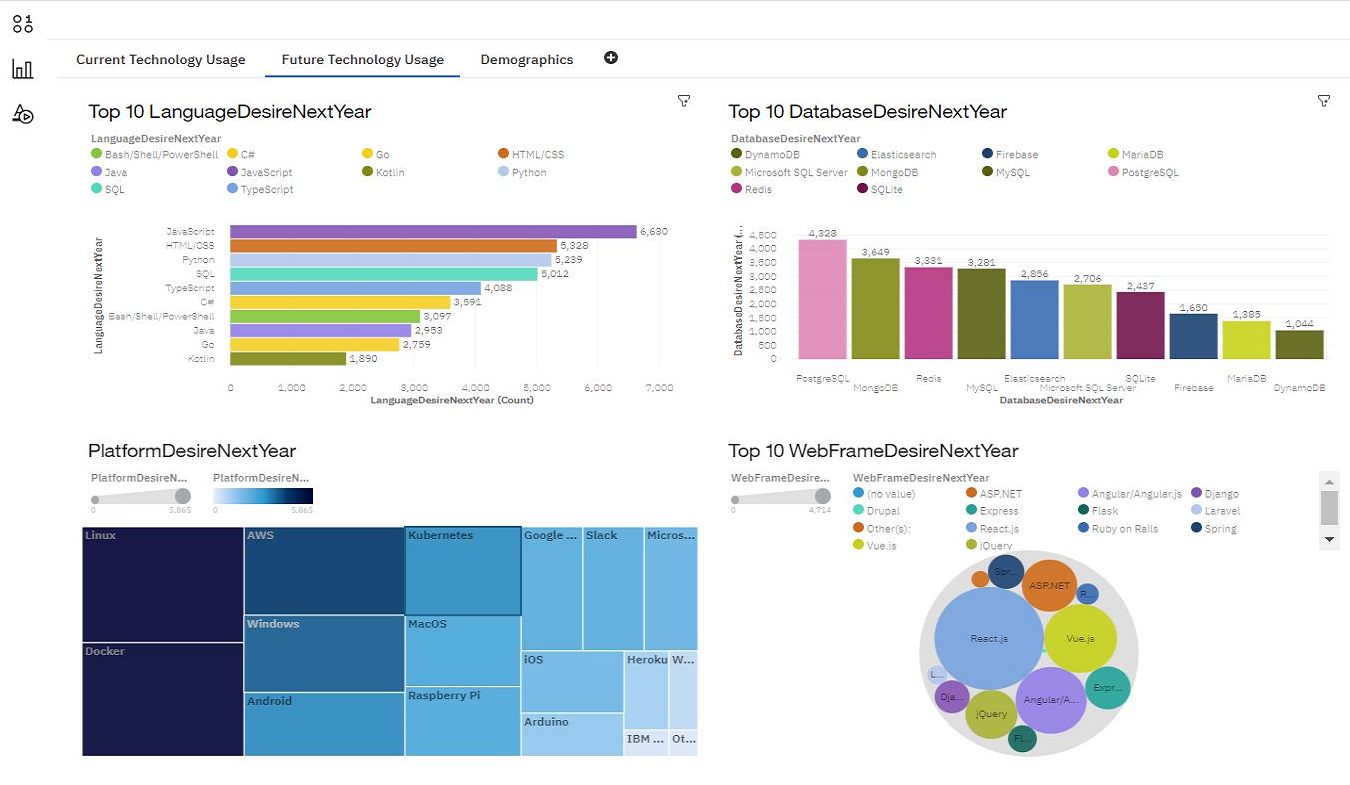 Current Technology Usage Future Technology Usage Demographics
Top 10 LanguageDesireNextYear
LanguageDesireNextYear
Bash/Shell/PowerShell C# Go HTML/CSS
Java JavaScript Kotlin Python
SQL TypeScript
LanguageDesireNextYear
JavaScript 6,630
HTML/CSS 5,328
Python 5,239
SQL 5,012
TypeScript 4,088
C# 3,591
Bash/Shell/PowerShell 3,097
Java 2,953
Go 2,759
Kotlin 1,890
0 1,000 2,000 3,000 4,000 5,000 6,000 7,000
LanguageDesireNextYear (Count)
Top 10 DatabaseDesireNextYear
DatabaseDesireNextYear
DynamoDB Elasticsearch Firebase MariaDB
Microsoft SQL Server MongoDB MySQL PostgreSQL
Redis SQLite
DatabaseDesireNextYear (...
4,500
4,000
3,500
3,000
2,500
2,000
1,500
1,000
500
0
4,328 3,649 3,331 3,281 2,856 2,706 2,437 1,650 1,385 1,044
PostgreSQL Redis Elasticsearch SQLite MariaDB
MongoDB MySQL Microsoft SQL Server Firebase DynamoDB
DatabaseDesireNextYear
PlatformDesireNextYear
PlatformDesireN... PlatformDesireN...
0 5,865 0 5,865
Linux AWS Kubernetes Google ... Slack Micros...
Windows MacOS
Docker iOS Heroku W...
Android Raspberry Pi
Arduino IBM ... Ot...
Top 10 WebFrameDesireNextYear
WebFrameDesire... WebFrameDesireNextYear
0 4,714
(no value) ASP.NET Angular/Angular.js Django
Drupal Express Flask Laravel
Other(s): React.js Ruby on Rails Spring
Vue.js jQuery
Spr... ASP.NET
R...
React.js Vue.js
L...
Dja... Angular/A... Expr...
jQuery
Fl...